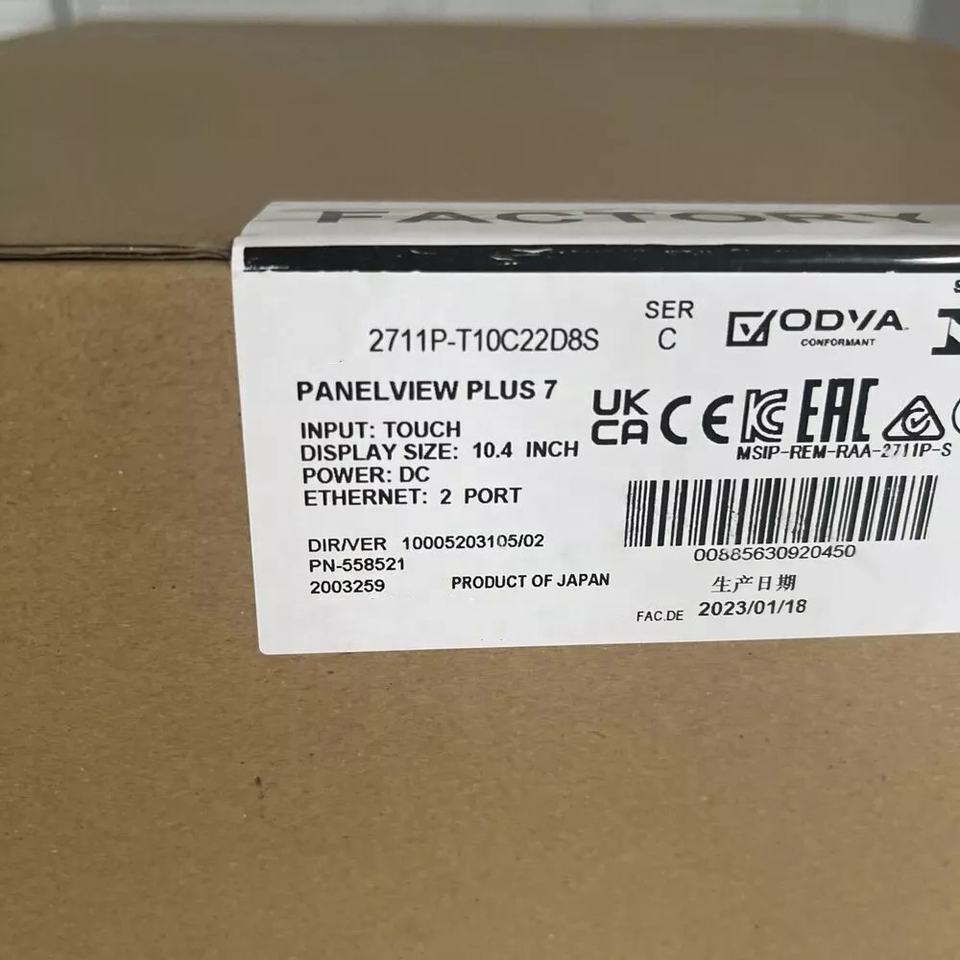 FACTORY
2711P-T10C22D8S
SER
C
ODVA
CONFORMANT
PANELVIEW PLUS 7
INPUT: TOUCH
DISPLAY SIZE: 10.4 INCH
POWER: DC
ETHERNET: 2 PORT
UK
CA
CE
EAC
MSIP-REM-RAA-2711P-S
00885630920450
DIR/VER 10005203105/02
PN-558521
2003259
PRODUCT OF JAPAN
生产日期
FAC.DE 2023/01/18